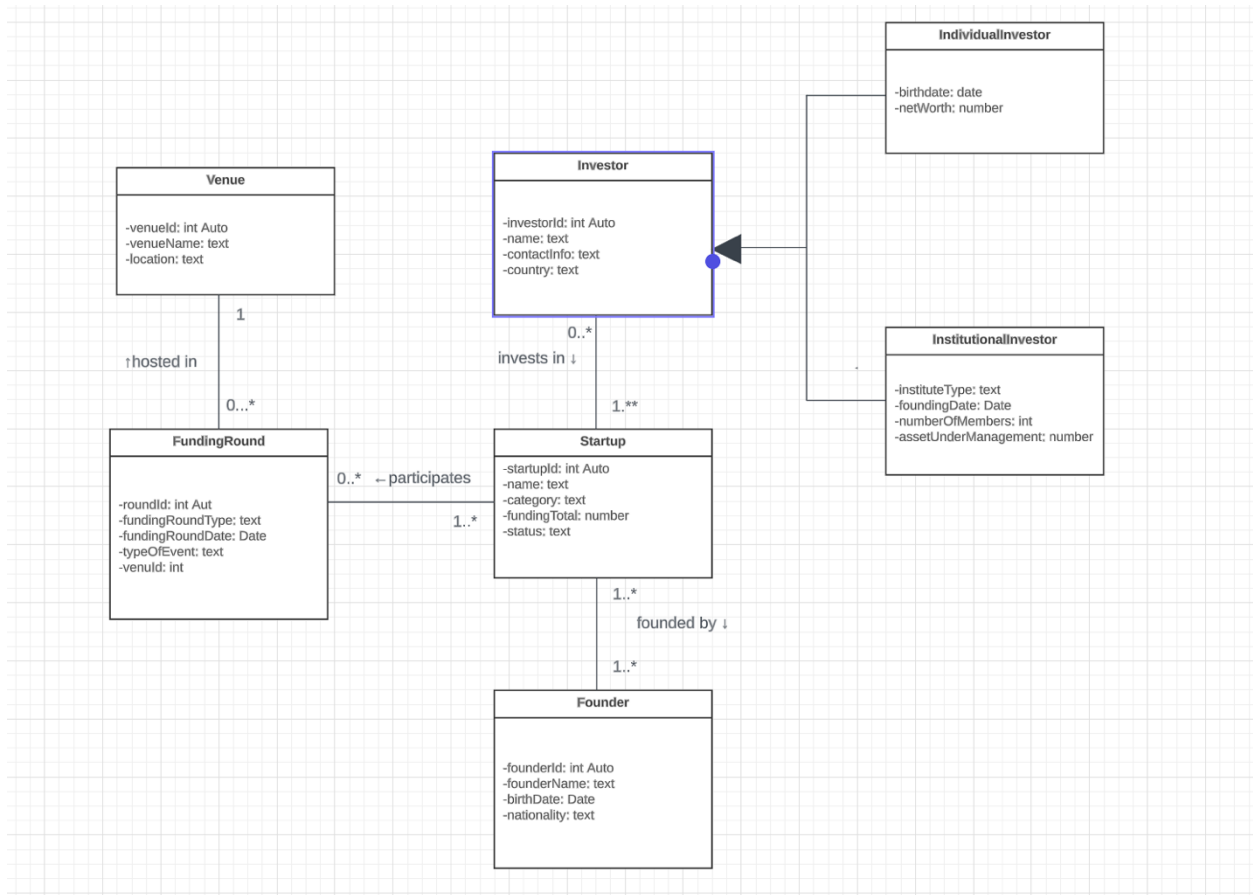 IndividualInvestor
-birthdate: date
-netWorth: number
Investor
-investorId: int Auto
-name: text
-contactInfo: text
-country: text
Venue
-venueId: int Auto
-venueName: text
-location: text
1
↑hosted in
0...*
0..*
invests in ↓
1.**
InstitutionalInvestor
-instituteType: text
-foundingDate: Date
-numberOfMembers: int
-assetUnderManagement: number
FundingRound
-roundId: int Aut
-fundingRoundType: text
-fundingRoundDate: Date
-typeOfEvent: text
-venuId: int
0..* ←participates
1..*
Startup
-startupId: int Auto
-name: text
-category: text
-fundingTotal: number
-status: text
1..*
founded by ↓
1..*
Founder
-founderId: int Auto
-founderName: text
-birthDate: Date
-nationality: text